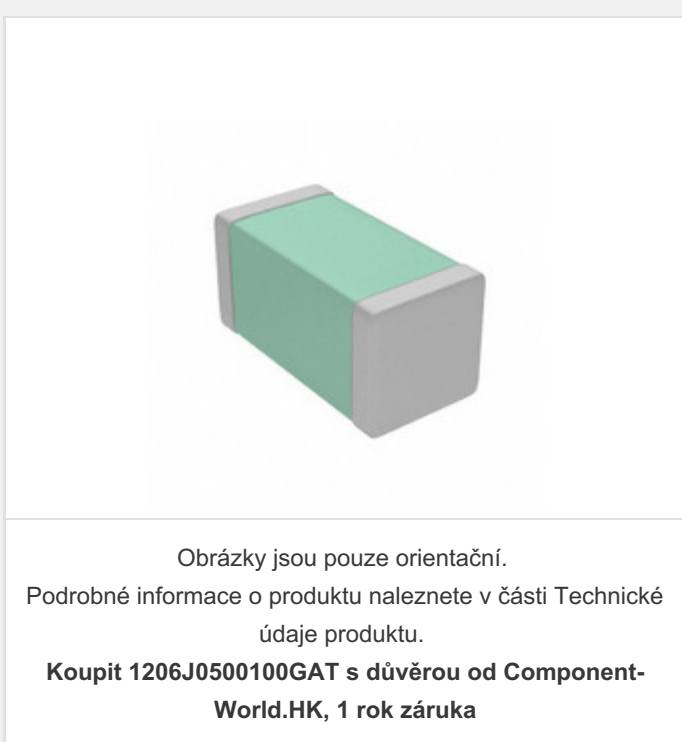 Obrázky jsou pouze orientační.
Podrobné informace o produktu naleznete v části Technické
údaje produktu.
Koupit 1206J0500100GAT s důvěrou od Component-
World.HK, 1 rok záruka